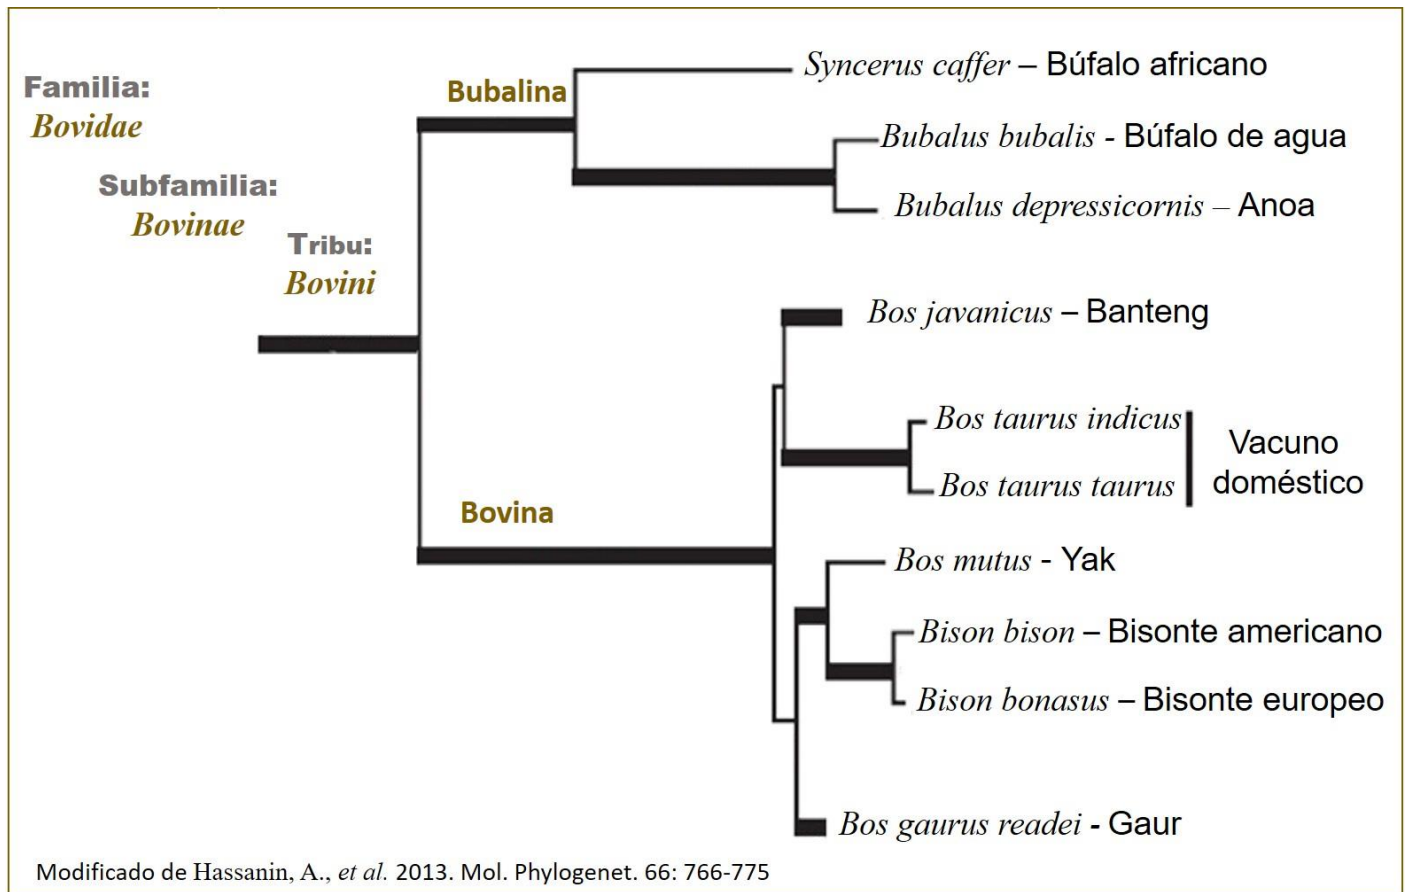 Familia:
Bovidae
Subfamilia:
Bovinae
Tribu:
Bovini
Bubalina
Syncerus caffer – Búfalo africano
Bubalus bubalis - Búfalo de agua
Bubalus depressicornis – Anoa
Bovina
Bos javanicus – Banteng
Bos taurus indicus
Bos taurus taurus
Vacuno
doméstico
Bos mutus - Yak
Bison bison – Bisonte americano
Bison bonasus – Bisonte europeo
Bos gaurus readei - Gaur
Modificado de Hassanin, A., et al. 2013. Mol. Phylogenet. 66: 766-775